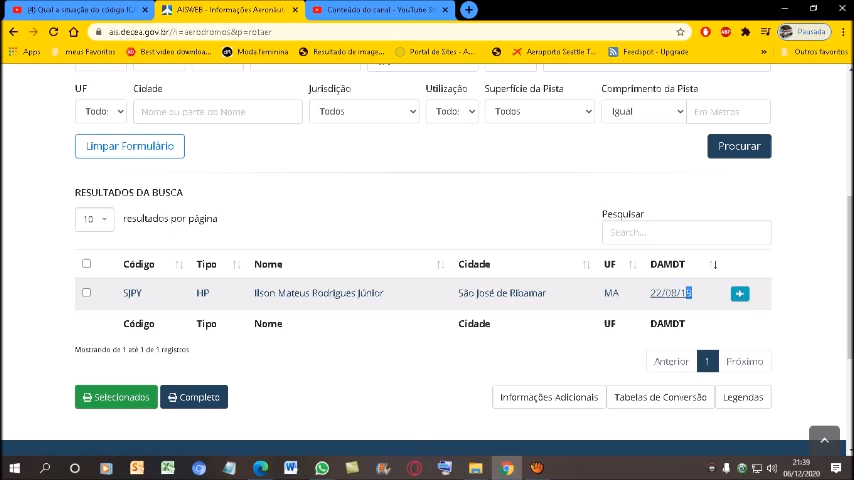 (4) Qual a situação do código ICA
AISWEB - Informações Aeronáuti
Conteúdo do canal - YouTube St
ais.decea.gov.br/?i=aerodromos&p=rotaer
ABP
Pausada
Apps
meus Favoritos
Best video downloa...
Moda feminina
Resultado de image...
Portal de Sites - A...
Aeroporto Seattle T...
Feedspot - Upgrade
»
Outros favoritos
UF
Cidade
Jurisdição
Utilização
Superfície da Pista
Comprimento da Pista
Todo:
Nome ou parte do Nome
Todos
Todo:
Todos
Igual
Em Metros
Limpar Formulário
Procurar
RESULTADOS DA BUSCA
10
resultados por página
Pesquisar
Search...
Código
Tipo
Nome
Cidade
UF
DAMDT
SJPY
HP
Ilson Mateus Rodrigues Júnior
São José de Ribamar
MA
22/08/19
Código
Tipo
Nome
Cidade
UF
DAMDT
Mostrando de 1 até 1 de 1 registros
Anterior
1
Próximo
Selecionados
Completo
Informações Adicionais
Tabelas de Conversão
Legendas
21:39
06/12/2020